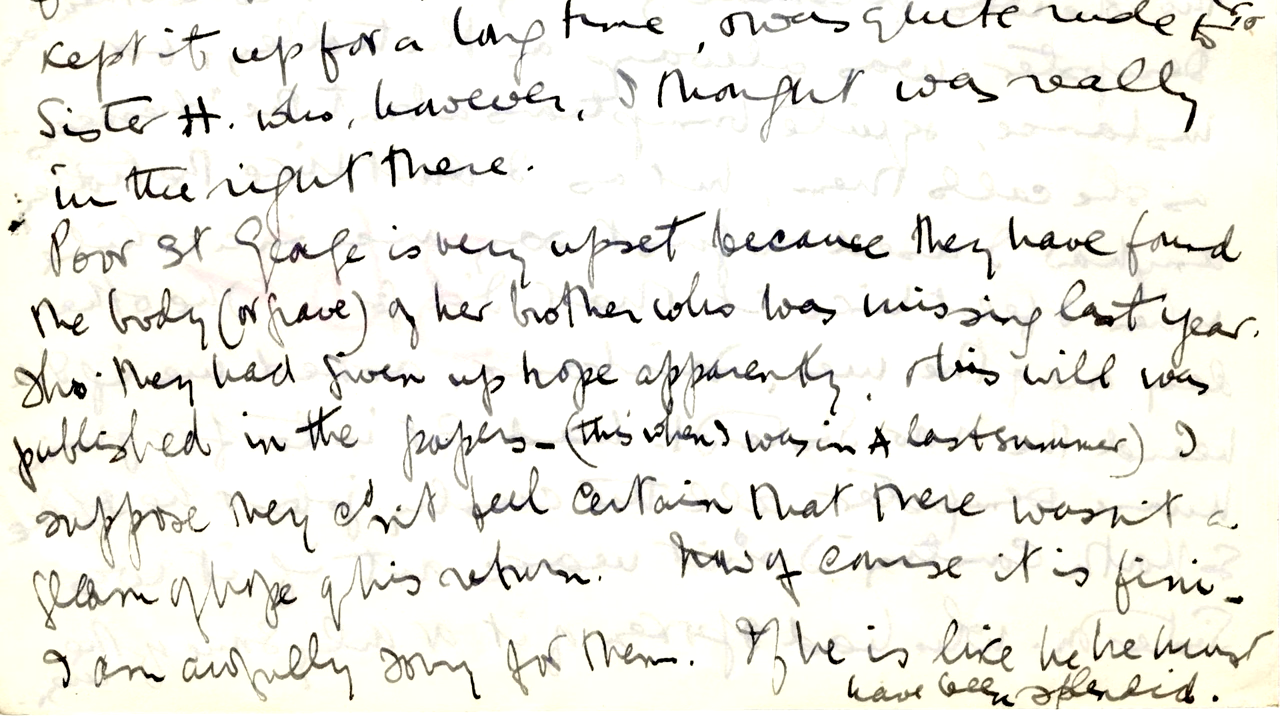 kept it up for a long time, & was quite rude to
Sister H. who, however, I thought was really
in the right there.
Poor St George is very upset because they have found
the body (or grave) of her brother who was missing last year.
Tho' they had given up hope apparently, & his will was
published in the papers - (this when I was in A last summer) I
suppose they cdn't feel certain that there wasn't a
gleam of hope of his return. Now of course it is fini -
I am awfully sorry for them. If he is like he must
have been splendid.